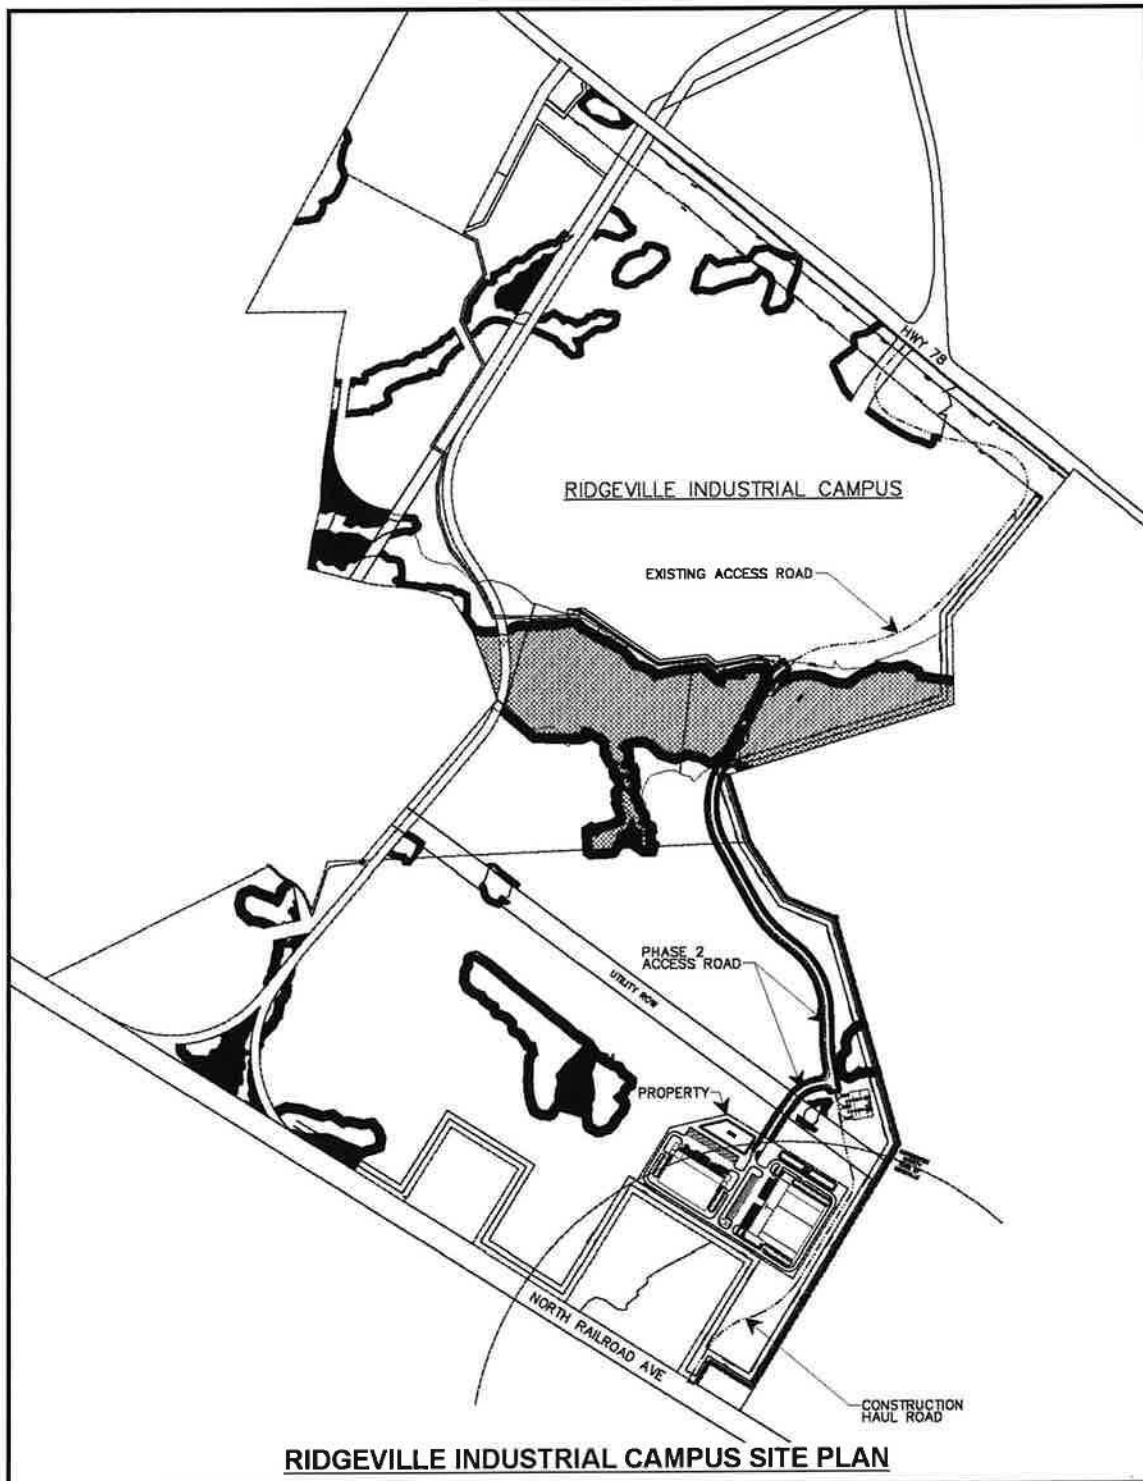 HWY 78
RIDGEVILLE INDUSTRIAL CAMPUS
EXISTING ACCESS ROAD
PHASE 2
ACCESS ROAD
UTILITY ROW
PROPERTY
NORTH RAILROAD AVE
CONSTRUCTION
HAUL ROAD
RIDGEVILLE INDUSTRIAL CAMPUS SITE PLAN